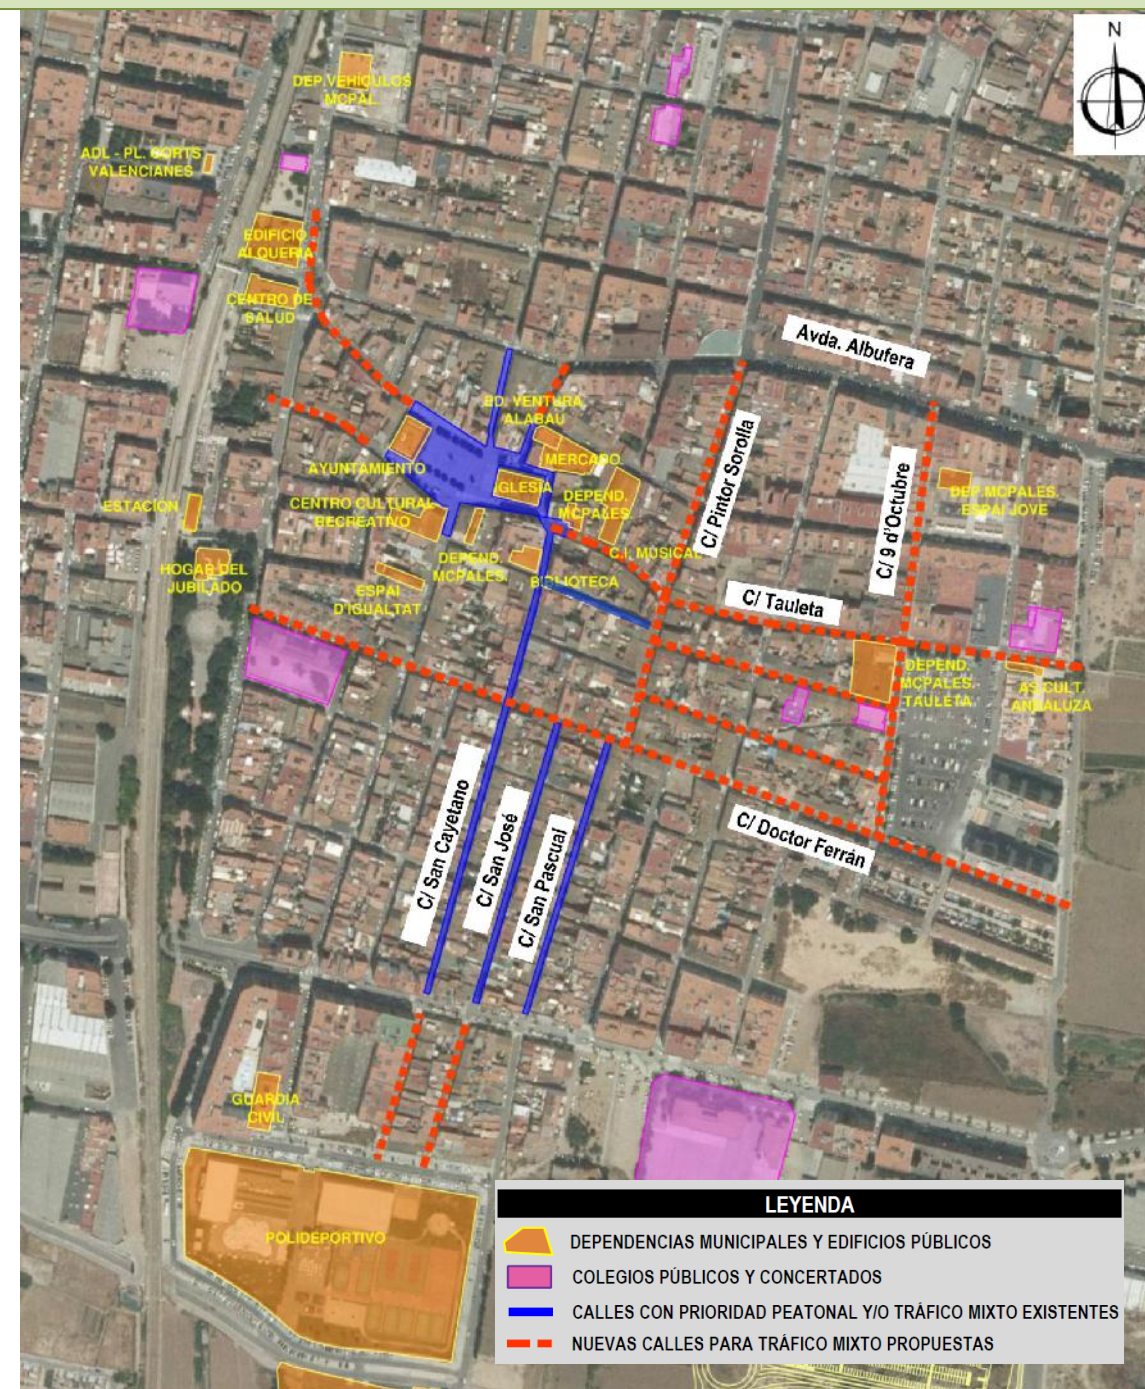 N
DEP.VEHÍCULOS
MCPAL.
ADL - PL. CORTS
VALENCIANES
EDIFICIO
ALQUERIA
CENTRO DE
SALUD
Avda. Albufera
ED. VENTURA
ALABAU
C/ Pintor Sorolla
AYUNTAMIENTO
MERCADO
IGLESIA
C/ 9 d'Octubre
DEP.MCPALES.
ESPAI JOVE
ESTACIÓN
CENTRO CULTURAL
RECREATIVO
DEPEND.
MCPALES
C.I. MUSICAL
HOGAR DEL
JUBILADO
DEPEND.
MCPALES.
BIBLIOTECA
ESPAI
D'IGUALTAT
C/ Tauleta
DEPEND.
MCPALES.
TAULETA
AS.CULT.
ANDALUZA
C/ San Cayetano
C/ San José
C/ San Pascual
C/ Doctor Ferrán
GUARDIA
CIVIL
POLIDEPORTIVO
LEYENDA
DEPENDENCIAS MUNICIPALES Y EDIFICIOS PÚBLICOS
COLEGIOS PÚBLICOS Y CONCERTADOS
CALLES CON PRIORIDAD PEATONAL Y/O TRÁFICO MIXTO EXISTENTES
NUEVAS CALLES PARA TRÁFICO MIXTO PROPUESTAS